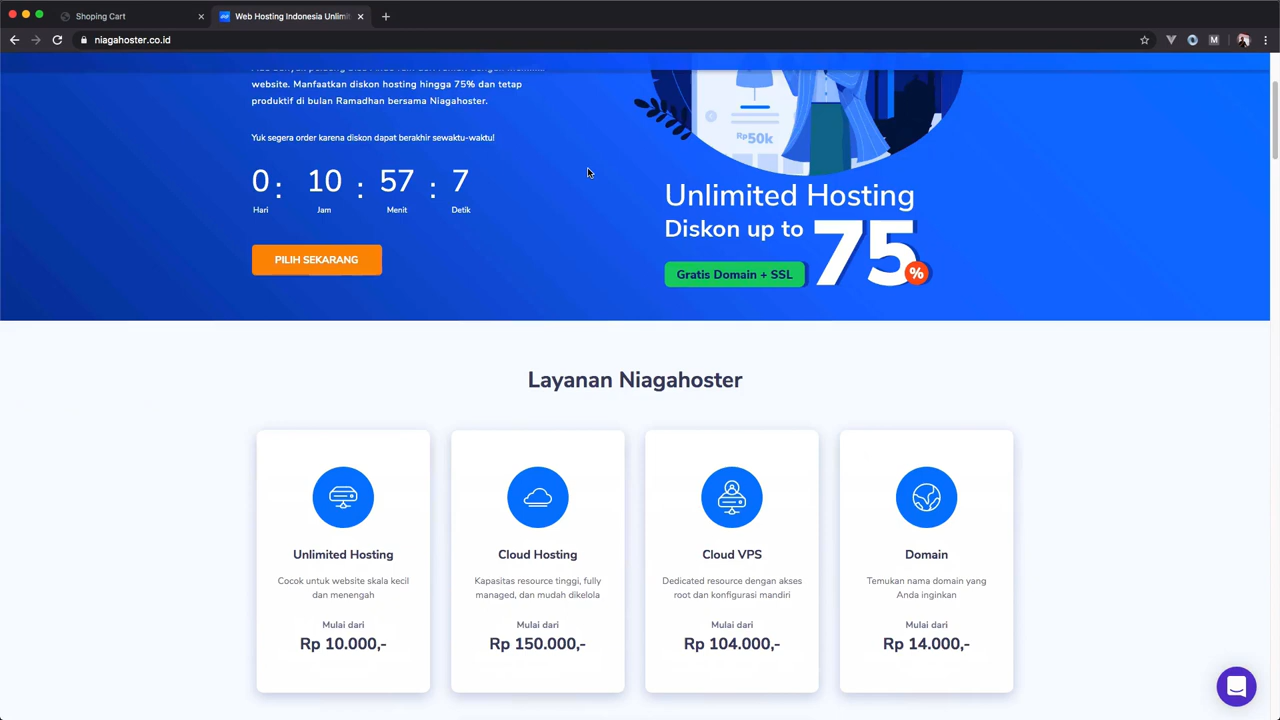 Shoping Cart
Web Hosting Indonesia Unlimi
niagahoster.co.id
website. Manfaatkan diskon hosting hingga 75% dan tetap
produktif di bulan Ramadhan bersama Niagahoster.
Yuk segera order karena diskon dapat berakhir sewaktu-waktu!
0 : 10 : 57 : 7
Hari Jam Menit Detik
PILIH SEKARANG
Rp50k
Unlimited Hosting
Diskon up to 75%
Gratis Domain + SSL
Layanan Niagahoster
Unlimited Hosting
Cocok untuk website skala kecil
dan menengah
Mulai dari
Rp 10.000,-
Cloud Hosting
Kapasitas resource tinggi, fully
managed, dan mudah dikelola
Mulai dari
Rp 150.000,-
Cloud VPS
Dedicated resource dengan akses
root dan konfigurasi mandiri
Mulai dari
Rp 104.000,-
Domain
Temukan nama domain yang
Anda inginkan
Mulai dari
Rp 14.000,-